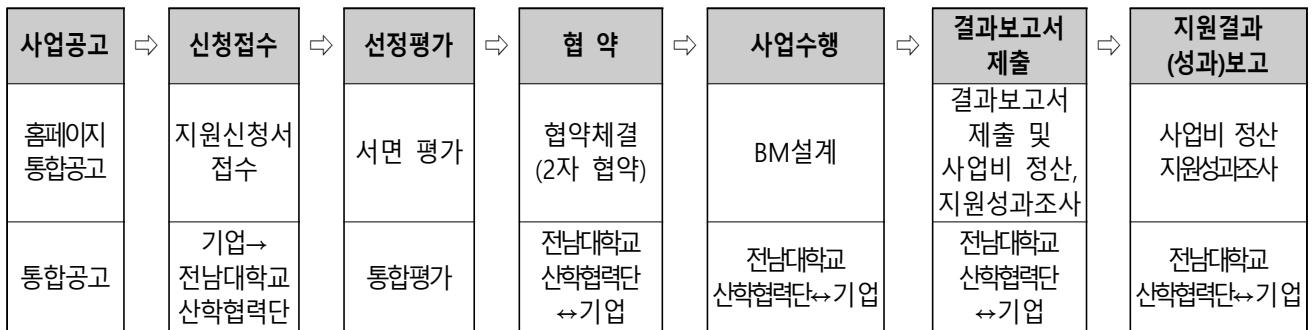 사업공고
⇨
신청접수
⇨
선정평가
⇨
협 약
⇨
사업수행
⇨
결과보고서
제출
⇨
지원결과
(성과)보고
홈페이지
통합공고
지원신청서
접수
서면 평가
협약체결
(2자 협약)
BM설계
결과보고서
제출 및
사업비 정산,
지원성과조사
사업비 정산
지원성과조사
통합공고
기업→
전남대학교
산학협력단
통합평가
전남대학교
산학협력단
↔기업
전남대학교
산학협력단↔기업
전남대학교
산학협력단
↔기업
전남대학교
산학협력단↔기업